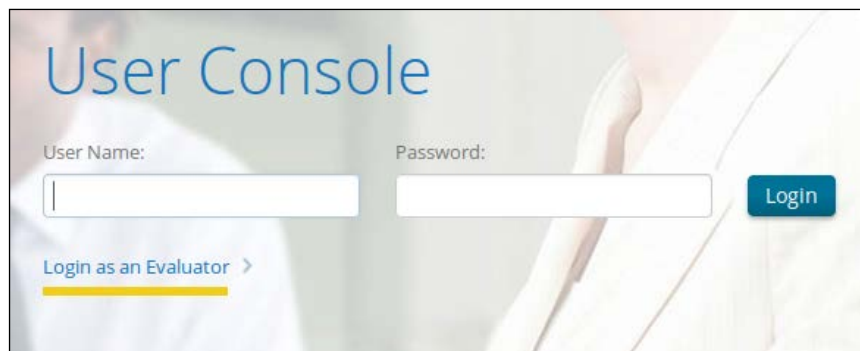 User Console
User Name: Password:
Login
Login as an Evaluator >